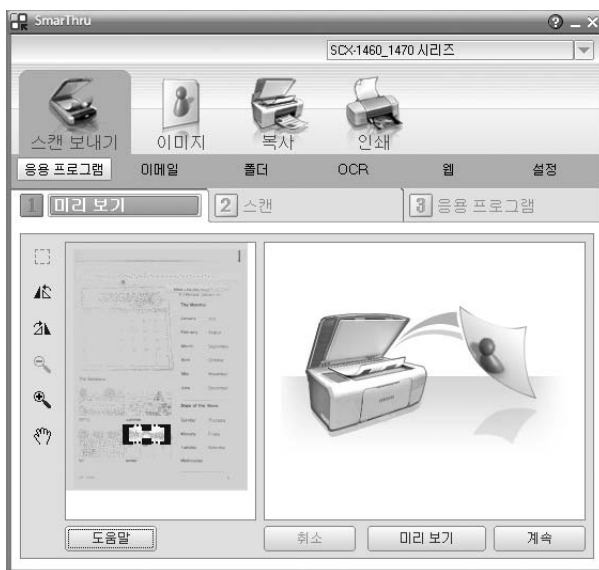 SmarThru
SCX-1460_1470 시리즈
스캔 보내기 이미지 복사 인쇄
응용 프로그램 이메일 폴더 OCR 웹 설정
1 미리 보기 2 스캔 3 응용 프로그램
The Months
January July
February August
March September
April October
May November
June December
Days of the Week
Sunday Thursday
Monday Friday
Tuesday Saturday
Wednesday
도움말 취소 미리 보기 계속